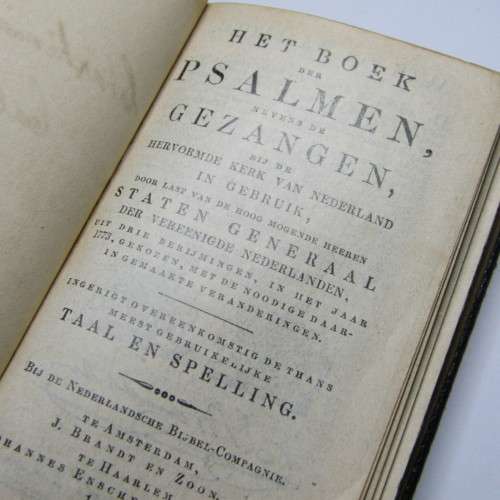 HET BOEK
DER
PSALMEN,
NEVENS DE
GEZANGEN,
BIJ DE
HERVORMDE KERK VAN NEDERLAND
IN GEBRUIK,
DOOR LAST VAN DE HOOG MOGENDE HEEREN
STATEN GENERAAL
DER VEREENIGDE NEDERLANDEN,
UIT DRIE BERIJMINGEN, IN HET JAAR
1773, GEKOZEN, MET DE NOODIGE DAAR-
IN GEMAAKTE VERANDERINGEN.
INGERIGT OVEREENKOMSTIG DE THANS
MEEST GEBRUIKELIJKE
TAAL EN SPELLING.
BIJ DE NEDERLANDSCHE BIJBEL-COMPAGNIE.
TE AMSTERDAM,
J. BRANDT EN ZOON.
TE HAARLEM
OHANNES ENSCHE